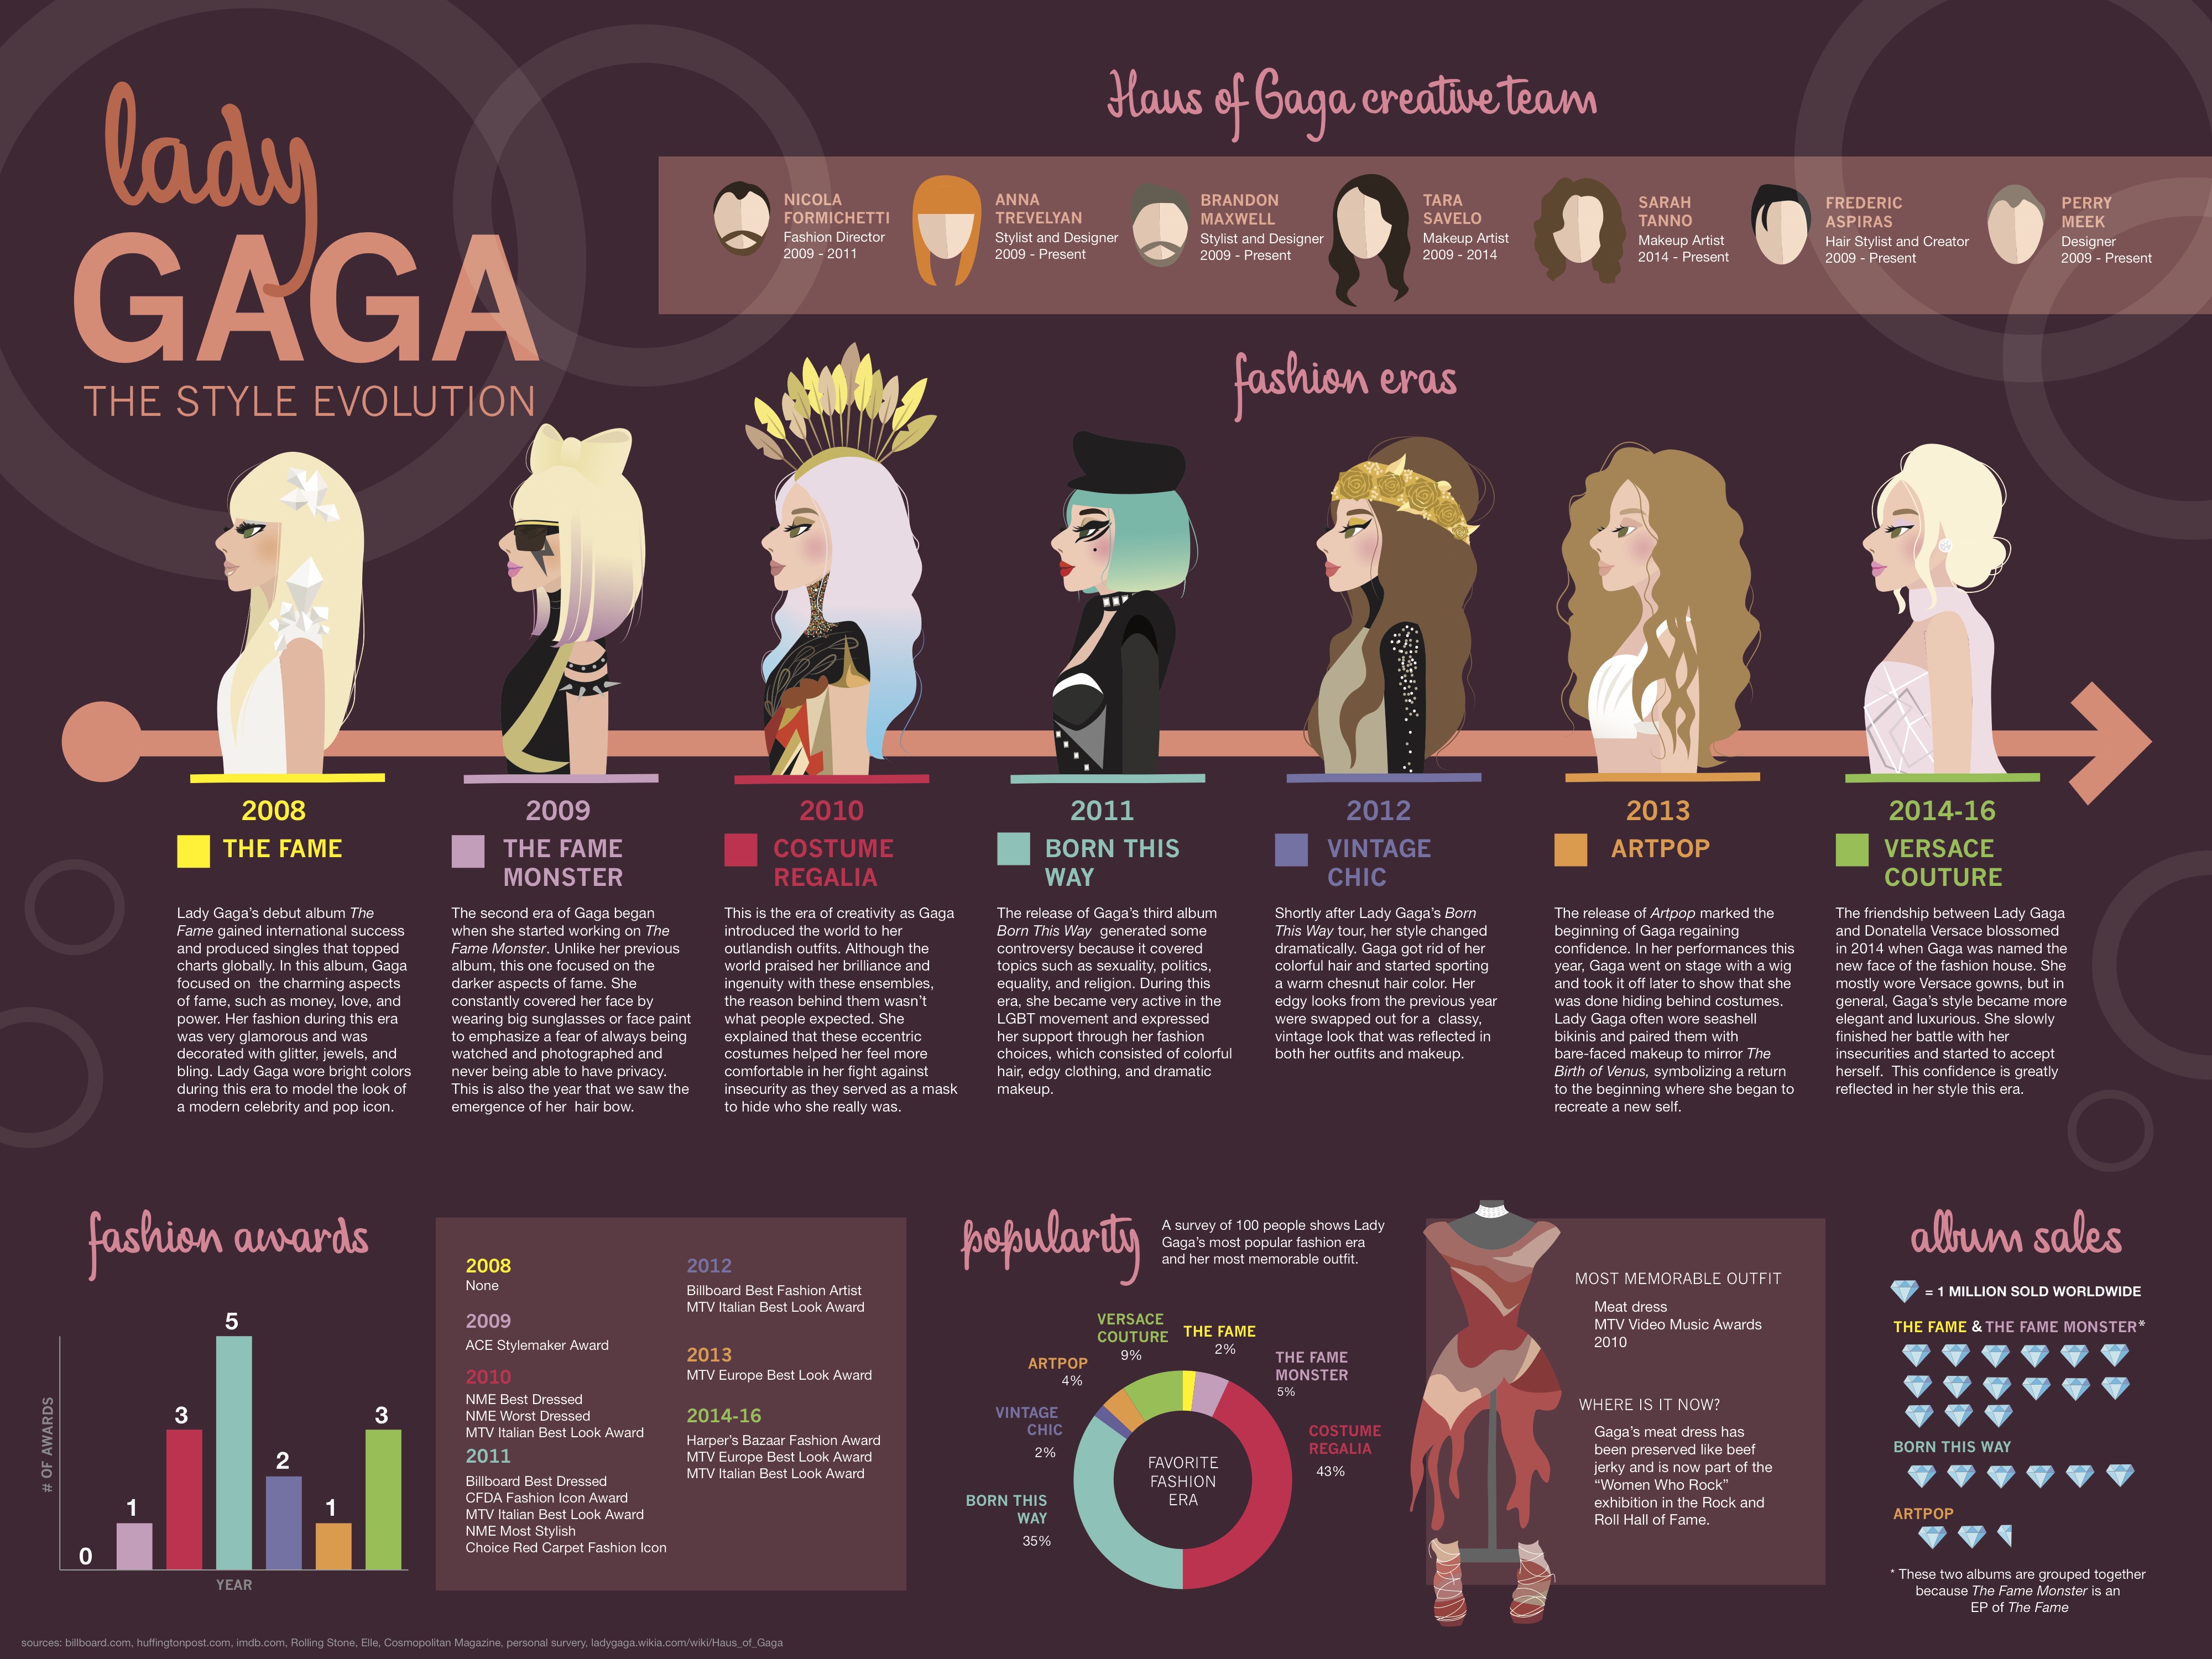 lady
GAGA
THE STYLE EVOLUTION
Haus of Gaga creative team
NICOLA
FORMICHETTI
Fashion Director
2009 - 2011
ANNA
TREVELYAN
Stylist and Designer
2009 - Present
BRANDON
MAXWELL
Stylist and Designer
2009 - Present
TARA
SAVELO
Makeup Artist
2009 - 2014
SARAH
TANNO
Makeup Artist
2014 - Present
FREDERIC
ASPIRAS
Hair Stylist and Creator
2009 - Present
PERRY
MEEK
Designer
2009 - Present
fashion eras
2008
THE FAME
Lady Gaga's debut album The
Fame gained international success
and produced singles that topped
charts globally. In this album, Gaga
focused on the charming aspects
of fame, such as money, love, and
power. Her fashion during this era
was very glamorous and was
decorated with glitter, jewels, and
bling. Lady Gaga wore bright colors
during this era to model the look of
a modern celebrity and pop icon.
2009
THE FAME
MONSTER
The second era of Gaga began
when she started working on The
Fame Monster. Unlike her previous
album, this one focused on the
darker aspects of fame. She
constantly covered her face by
wearing big sunglasses or face paint
to emphasize a fear of always being
watched and photographed and
never being able to have privacy.
This is also the year that we saw the
emergence of her hair bow.
2010
COSTUME
REGALIA
This is the era of creativity as Gaga
introduced the world to her
outlandish outfits. Although the
world praised her brilliance and
ingenuity with these ensembles,
the reason behind them wasn't
what people expected. She
explained that these eccentric
costumes helped her feel more
comfortable in her fight against
insecurity as they served as a mask
to hide who she really was.
2011
BORN THIS
WAY
The release of Gaga's third album
Born This Way generated some
controversy because it covered
topics such as sexuality, politics,
equality, and religion. During this
era, she became very active in the
LGBT movement and expressed
her support through her fashion
choices, which consisted of colorful
hair, edgy clothing, and dramatic
makeup.
2012
VINTAGE
CHIC
Shortly after Lady Gaga's Born
This Way tour, her style changed
dramatically. Gaga got rid of her
colorful hair and started sporting
a warm chesnut hair color. Her
edgy looks from the previous year
were swapped out for a classy,
vintage look that was reflected in
both her outfits and makeup.
2013
ARTPOP
The release of Artpop marked the
beginning of Gaga regaining
confidence. In her performances this
year, Gaga went on stage with a wig
and took it off later to show that she
was done hiding behind costumes.
Lady Gaga often wore seashell
bikinis and paired them with
bare-faced makeup to mirror The
Birth of Venus, symbolizing a return
to the beginning where she began to
recreate a new self.
2014-16
VERSACE
COUTURE
The friendship between Lady Gaga
and Donatella Versace blossomed
in 2014 when Gaga was named the
new face of the fashion house. She
mostly wore Versace gowns, but in
general, Gaga's style became more
elegant and luxurious. She slowly
finished her battle with her
insecurities and started to accept
herself. This confidence is greatly
reflected in her style this era.
fashion awards
# OF AWARDS
0
1
3
5
2
1
3
YEAR
2008
None
2009
ACE Stylemaker Award
2010
NME Best Dressed
NME Worst Dressed
MTV Italian Best Look Award
2011
Billboard Best Dressed
CFDA Fashion Icon Award
MTV Italian Best Look Award
NME Most Stylish
Choice Red Carpet Fashion Icon
2012
Billboard Best Fashion Artist
MTV Italian Best Look Award
2013
MTV Europe Best Look Award
2014-16
Harper's Bazaar Fashion Award
MTV Europe Best Look Award
MTV Italian Best Look Award
popularity
A survey of 100 people shows Lady
Gaga's most popular fashion era
and her most memorable outfit.
VERSACE
COUTURE
9%
THE FAME
2%
THE FAME
MONSTER
5%
COSTUME
REGALIA
43%
ARTPOP
4%
VINTAGE
CHIC
2%
BORN THIS
WAY
35%
FAVORITE
FASHION
ERA
MOST MEMORABLE OUTFIT
Meat dress
MTV Video Music Awards
2010
WHERE IS IT NOW?
Gaga's meat dress has
been preserved like beef
jerky and is now part of the
“Women Who Rock”
exhibition in the Rock and
Roll Hall of Fame.
album sales
= 1 MILLION SOLD WORLDWIDE
THE FAME & THE FAME MONSTER*
BORN THIS WAY
ARTPOP
* These two albums are grouped together
because The Fame Monster is an
EP of The Fame
sources: billboard.com, huffingtonpost.com, imdb.com, Rolling Stone, Elle, Cosmopolitan Magazine, personal survery, ladygaga.wikia.com/wiki/Haus_of_Gaga